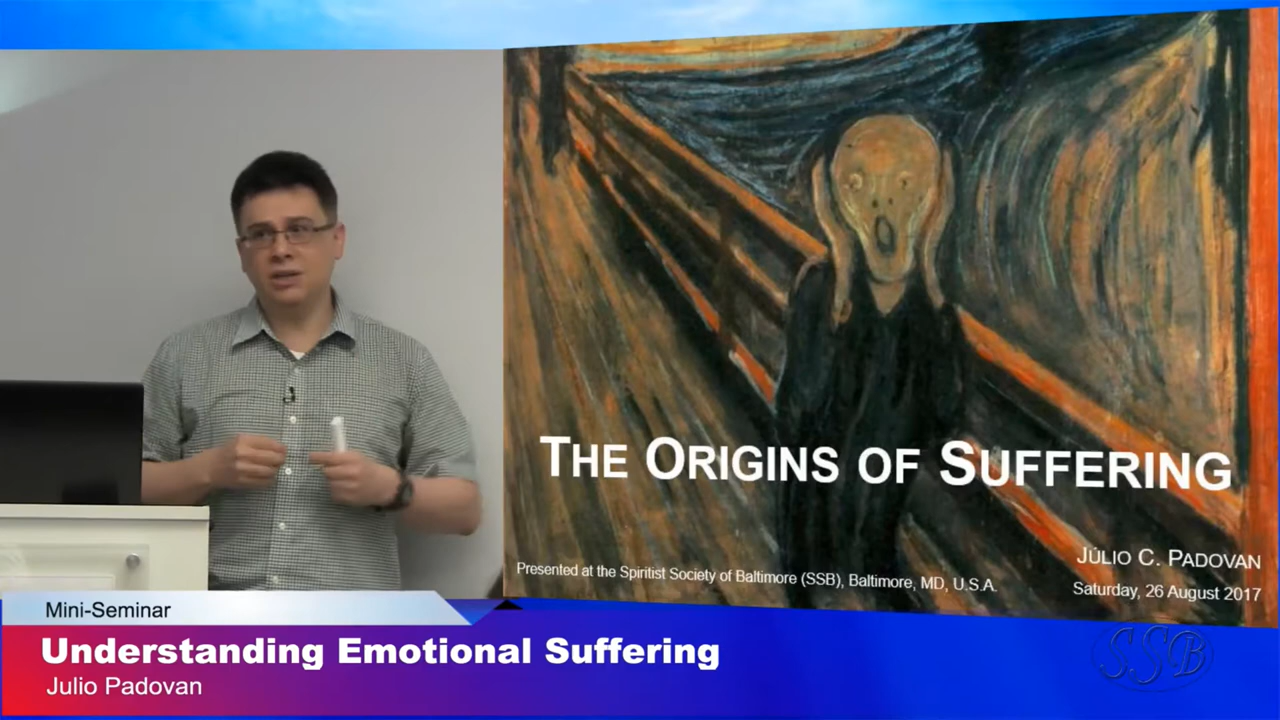 THE ORIGINS OF SUFFERING
JÚLIO C. PADOVAN
Presented at the Spiritist Society of Baltimore (SSB), Baltimore, MD, U.S.A.
Saturday, 26 August 2017
Mini-Seminar
Understanding Emotional Suffering
Julio Padovan
SSB